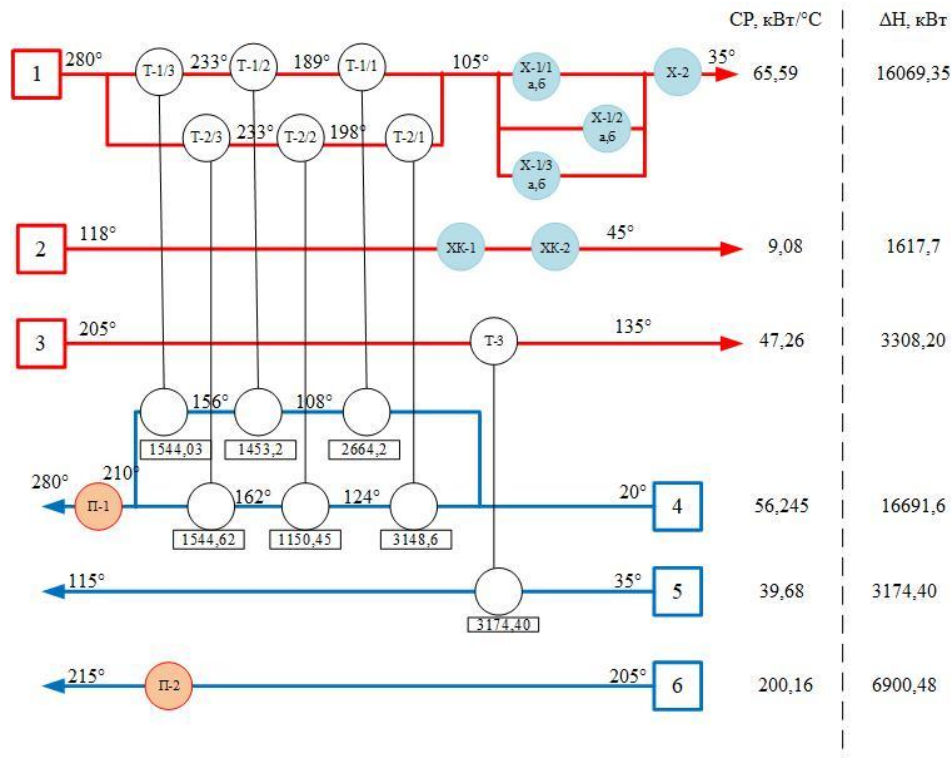 CP, кВт/°C ΔH, кВт
1 280° Т-1/3 233° Т-1/2 189° Т-1/1 105° Х-1/1 а,б Х-2 35° 65,59 16069,35
Т-2/3 233° Т-2/2 198° Т-2/1 Х-1/2 а,б
Х-1/3 а,б
2 118° ХК-1 ХК-2 45° 9,08 1617,7
3 205° Т-3 135° 47,26 3308,20
156° 108°
1544,03 1453,2 2664,2
280° П-1 210° 162° 124° 20° 4 56,245 16691,6
1544,62 1150,45 3148,6
115° 35° 5 39,68 3174,40
3174,40
215° П-2 205° 6 200,16 6900,48